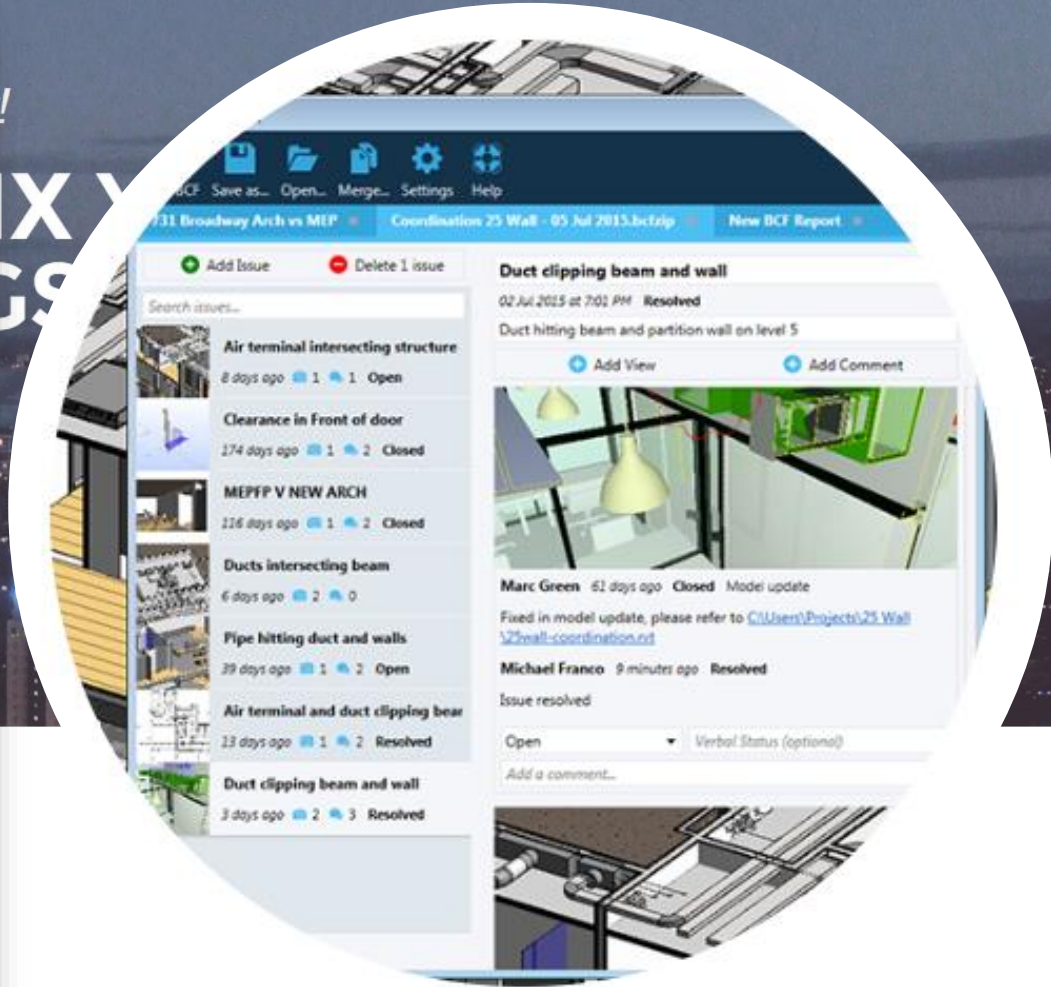 !
IX Y
GS
BCF Save as... Open... Merge... Settings Help
731 Broadway Arch vs MEP
Coordination 25 Wall - 05 Jul 2015.bcfzip
New BCF Report
Add Issue
Delete 1 issue
Search issues...
Air terminal intersecting structure
8 days ago 1 1 Open
Clearance in Front of door
174 days ago 1 2 Closed
MEPFP V NEW ARCH
116 days ago 1 2 Closed
Ducts intersecting beam
6 days ago 2 0
Pipe hitting duct and walls
39 days ago 1 2 Open
Air terminal and duct clipping bear
13 days ago 1 2 Resolved
Duct clipping beam and wall
3 days ago 2 3 Resolved
Duct clipping beam and wall
02 Jul 2015 at 7:01 PM Resolved
Duct hitting beam and partition wall on level 5
Add View
Add Comment
Marc Green 61 days ago Closed Model update
Fixed in model update, please refer to C:\Users\Projects\25 Wall
\25wall-coordination.rvt
Michael Franco 9 minutes ago Resolved
Issue resolved
Open
Verbal Status (optional)
Add a comment...